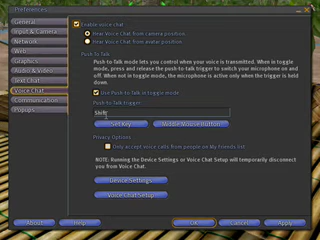 Preferences
General
Input & Camera
Network
Web
Graphics
Audio & Video
Text Chat
Voice Chat
Communication
Popups
Enable voice chat
Hear Voice Chat from camera position
Hear Voice Chat from avatar position
Push To Talk
Push to Talk mode lets you control when your voice is transmitted. When in toggle
mode, press and release the push-to-talk trigger to switch your microphone on and
off. When not in toggle mode, the microphone is active only when the trigger is held
down.
Use Push-to-Talk in toggle mode
Push-to-Talk trigger:
Shift
Set Key
Middle Mouse Button
Privacy Options
Only accept voice calls from people on My Friends list
NOTE: Running the Device Settings or Voice Chat Setup will temporarily disconnect
you from Voice Chat.
Device Settings
Voice Chat Setup
About
Help
OK
Cancel
Apply